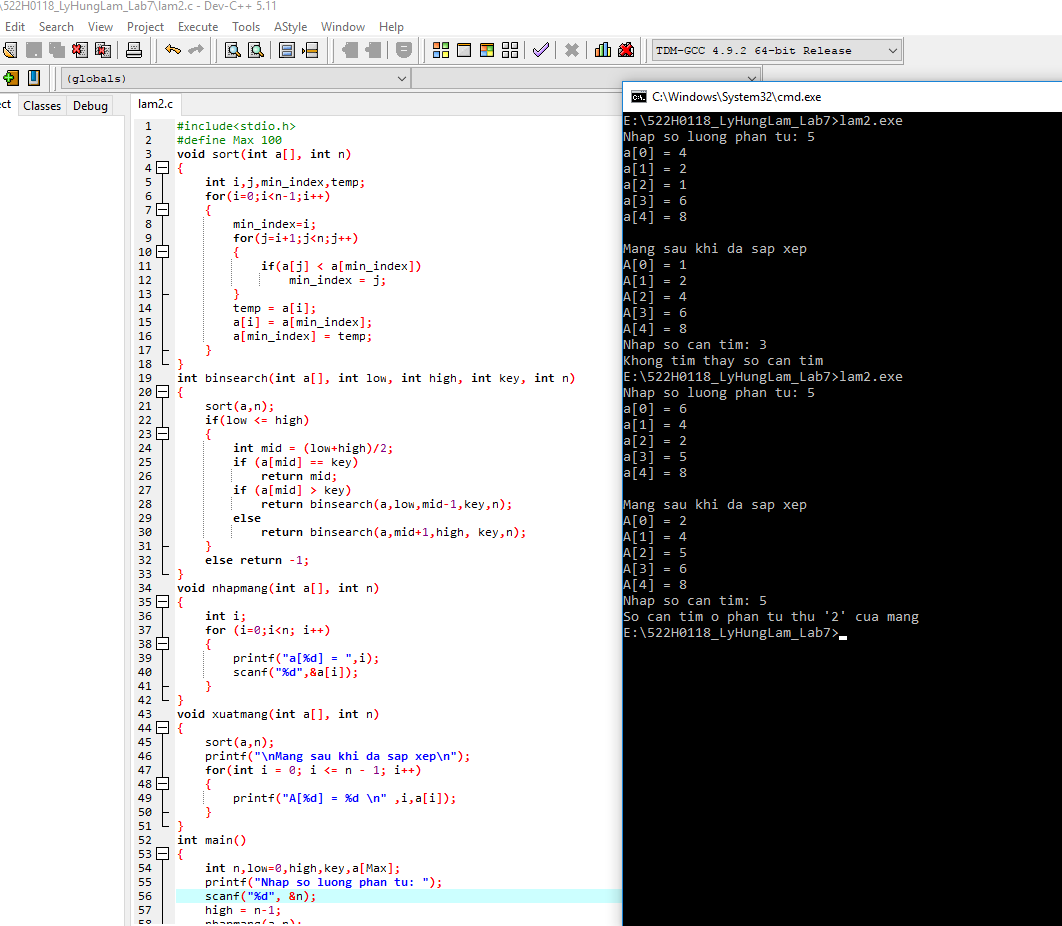 \522H0118_LyHungLam_Lab7\lam2.c - Dev-C++ 5.11
Edit Search View Project Execute Tools AStyle Window Help
TDM-GCC 4.9.2 64-bit Release
(globals)
ct Classes Debug lam2.c
1 #include<stdio.h>
2 #define Max 100
3 void sort(int a[], int n)
4 {
5 int i,j,min_index,temp;
6 for(i=0;i<n-1;i++)
7 {
8 min_index=i;
9 for(j=i+1;j<n;j++)
10 {
11 if(a[j] < a[min_index])
12 min_index = j;
13 }
14 temp = a[i];
15 a[i] = a[min_index];
16 a[min_index] = temp;
17 }
18 }
19 int binsearch(int a[], int low, int high, int key, int n)
20 {
21 sort(a,n);
22 if(low <= high)
23 {
24 int mid = (low+high)/2;
25 if (a[mid] == key)
26 return mid;
27 if (a[mid] > key)
28 return binsearch(a,low,mid-1,key,n);
29 else
30 return binsearch(a,mid+1,high, key,n);
31 }
32 else return -1;
33 }
34 void nhapmang(int a[], int n)
35 {
36 int i;
37 for (i=0;i<n; i++)
38 {
39 printf("a[%d] = ",i);
40 scanf("%d",&a[i]);
41 }
42 }
43 void xuatmang(int a[], int n)
44 {
45 sort(a,n);
46 printf("\nMang sau khi da sap xep\n");
47 for(int i = 0; i <= n - 1; i++)
48 {
49 printf("A[%d] = %d \n" ,i,a[i]);
50 }
51 }
52 int main()
53 {
54 int n,low=0,high,key,a[Max];
55 printf("Nhap so luong phan tu: ");
56 scanf("%d", &n);
57 high = n-1;
58 nhapmang(a,n);
C:\Windows\System32\cmd.exe
E:\522H0118_LyHungLam_Lab7>lam2.exe
Nhap so luong phan tu: 5
a[0] = 4
a[1] = 2
a[2] = 1
a[3] = 6
a[4] = 8
Mang sau khi da sap xep
A[0] = 1
A[1] = 2
A[2] = 4
A[3] = 6
A[4] = 8
Nhap so can tim: 3
Khong tim thay so can tim
E:\522H0118_LyHungLam_Lab7>lam2.exe
Nhap so luong phan tu: 5
a[0] = 6
a[1] = 4
a[2] = 2
a[3] = 5
a[4] = 8
Mang sau khi da sap xep
A[0] = 2
A[1] = 4
A[2] = 5
A[3] = 6
A[4] = 8
Nhap so can tim: 5
So can tim o phan tu thu '2' cua mang
E:\522H0118_LyHungLam_Lab7>